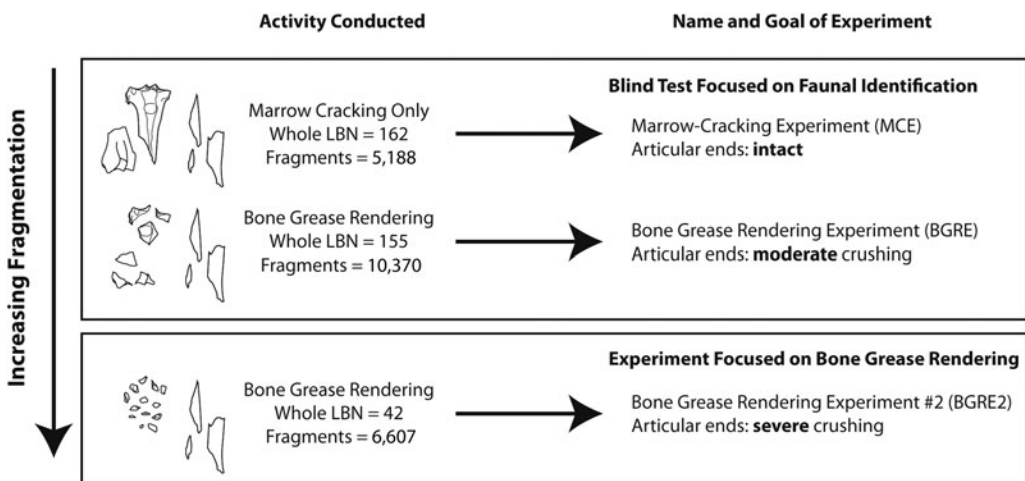 Activity Conducted
Name and Goal of Experiment
Increasing Fragmentation
Blind Test Focused on Faunal Identification
Marrow Cracking Only
Whole LBN = 162
Fragments = 5,188
Marrow-Cracking Experiment (MCE)
Articular ends: intact
Bone Grease Rendering
Whole LBN = 155
Fragments = 10,370
Bone Grease Rendering Experiment (BGRE)
Articular ends: moderate crushing
Experiment Focused on Bone Grease Rendering
Bone Grease Rendering
Whole LBN = 42
Fragments = 6,607
Bone Grease Rendering Experiment #2 (BGRE2)
Articular ends: severe crushing